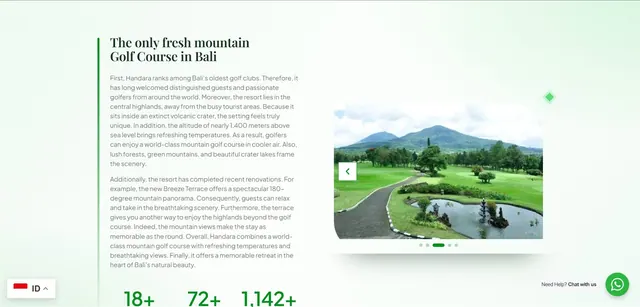 The only fresh mountain
Golf Course in Bali
First, Handara ranks among Bali's oldest golf clubs. Therefore, it
has long welcomed distinguished guests and passionate
golfers from around the world. Moreover, the resort lies in the
central highlands, away from the busy tourist areas. Because it
sits inside an extinct volcanic crater, the setting feels truly
unique. In addition, the altitude of nearly 1,400 meters above
sea level brings refreshing temperatures. As a result, golfers
can enjoy a world-class mountain golf course in cooler air. Also,
lush forests, green mountains, and beautiful crater lakes frame
the scenery.
Additionally, the resort has completed recent renovations. For
example, the new Breeze Terrace offers a spectacular 180-
degree mountain panorama. Consequently, guests can relax
and take in the breathtaking scenery. Furthermore, the terrace
gives you another way to enjoy the highlands beyond the golf
course. Indeed, the mountain views make the stay as
memorable as the round. Overall, Handara combines a world-
class mountain golf course with refreshing temperatures and
breathtaking views. Finally, it offers a memorable retreat in the
heart of Bali's natural beauty.
18+ 72+ 1,142+
ID
Need Help? Chat with us